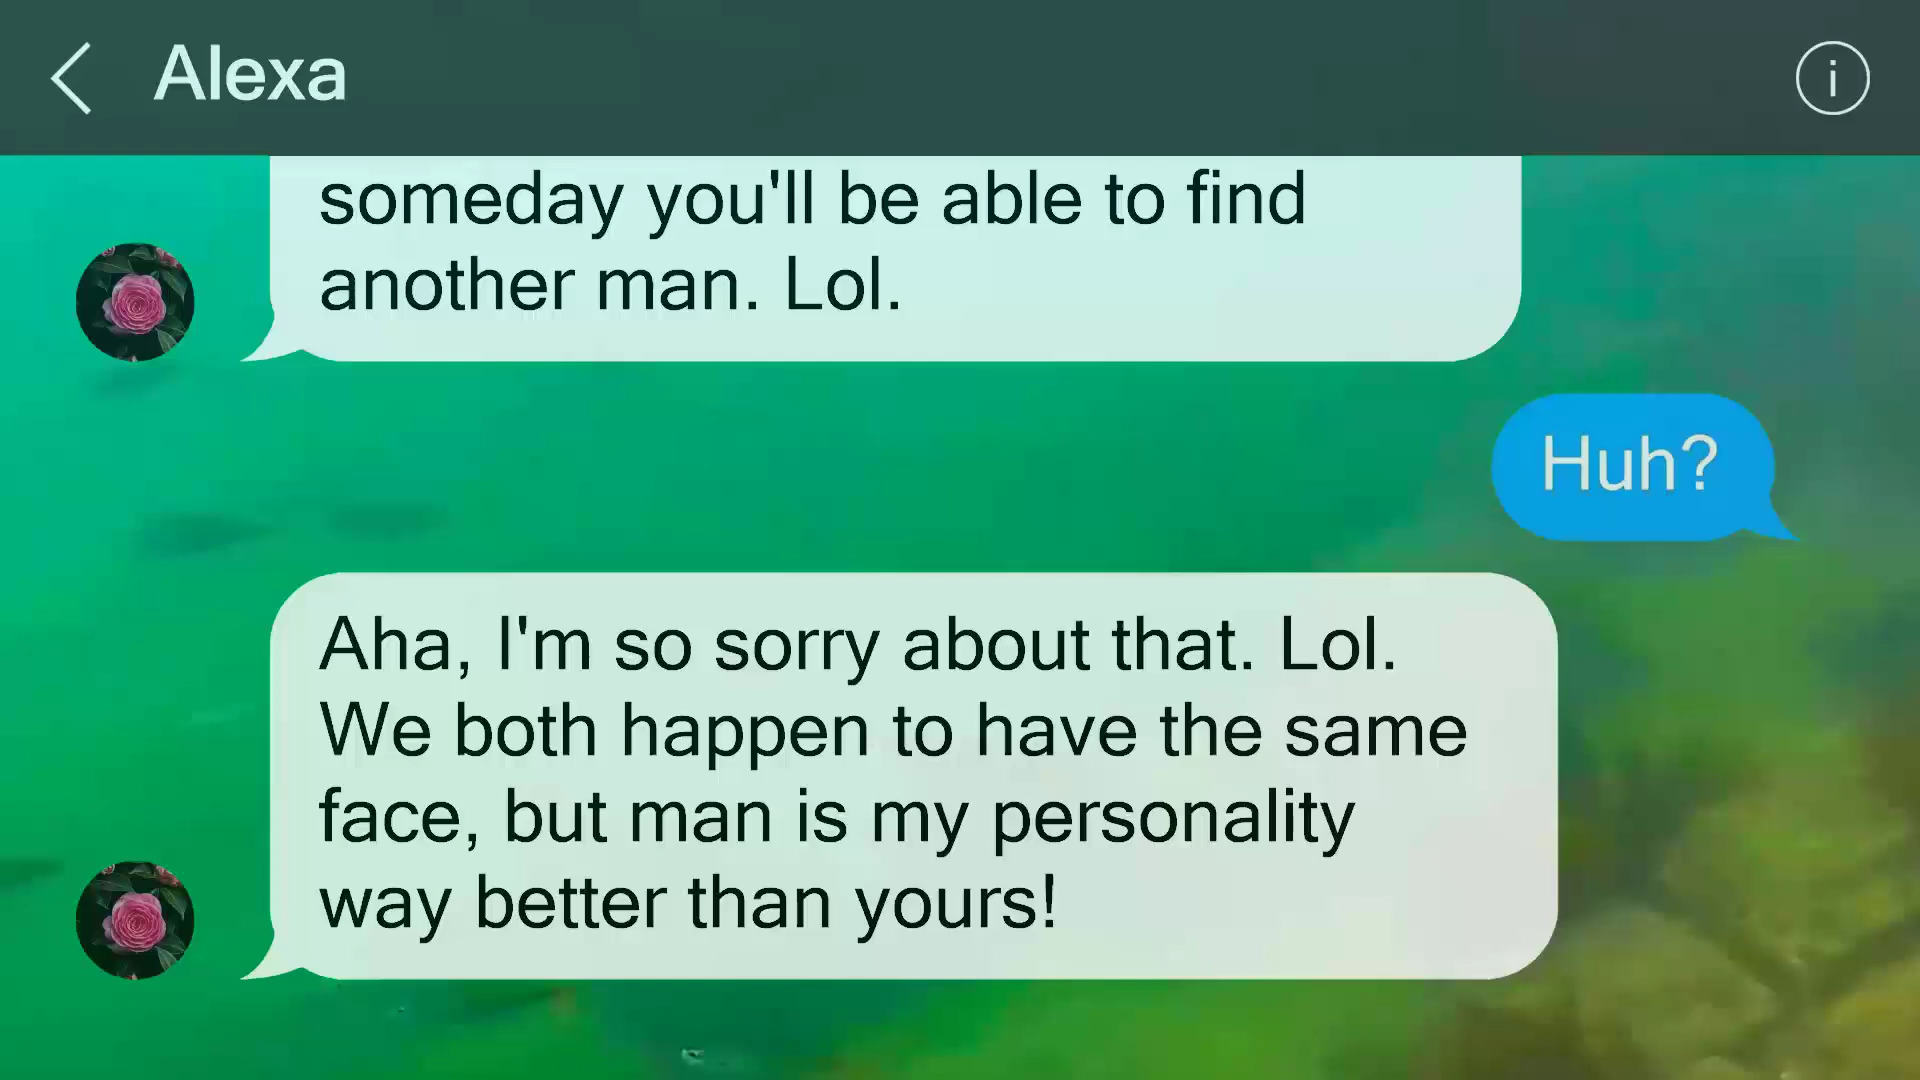 Alexa
someday you'll be able to find
another man. Lol.
Huh?
Aha, I'm so sorry about that. Lol.
We both happen to have the same
face, but man is my personality
way better than yours!